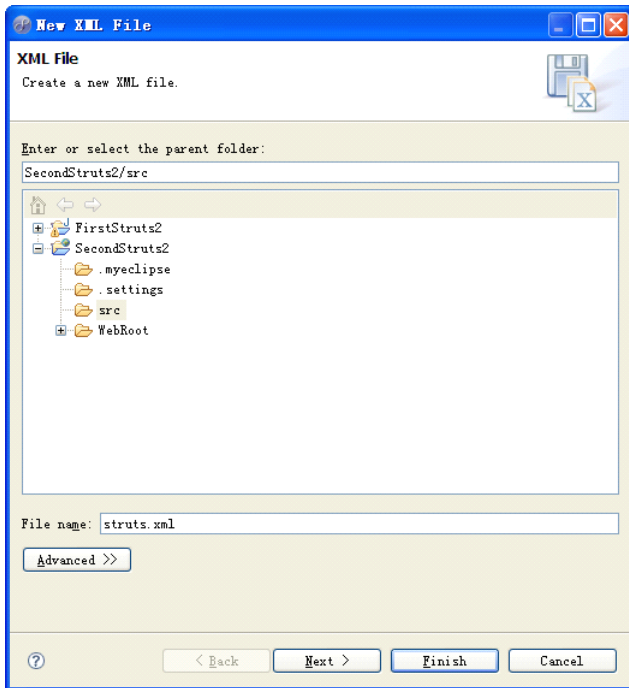 New XML File
XML File
Create a new XML file.
Enter or select the parent folder:
SecondStruts2/src
FirstStruts2
SecondStruts2
.myeclipse
.settings
src
WebRoot
File name: struts.xml
Advanced >>
< Back Next > Finish Cancel